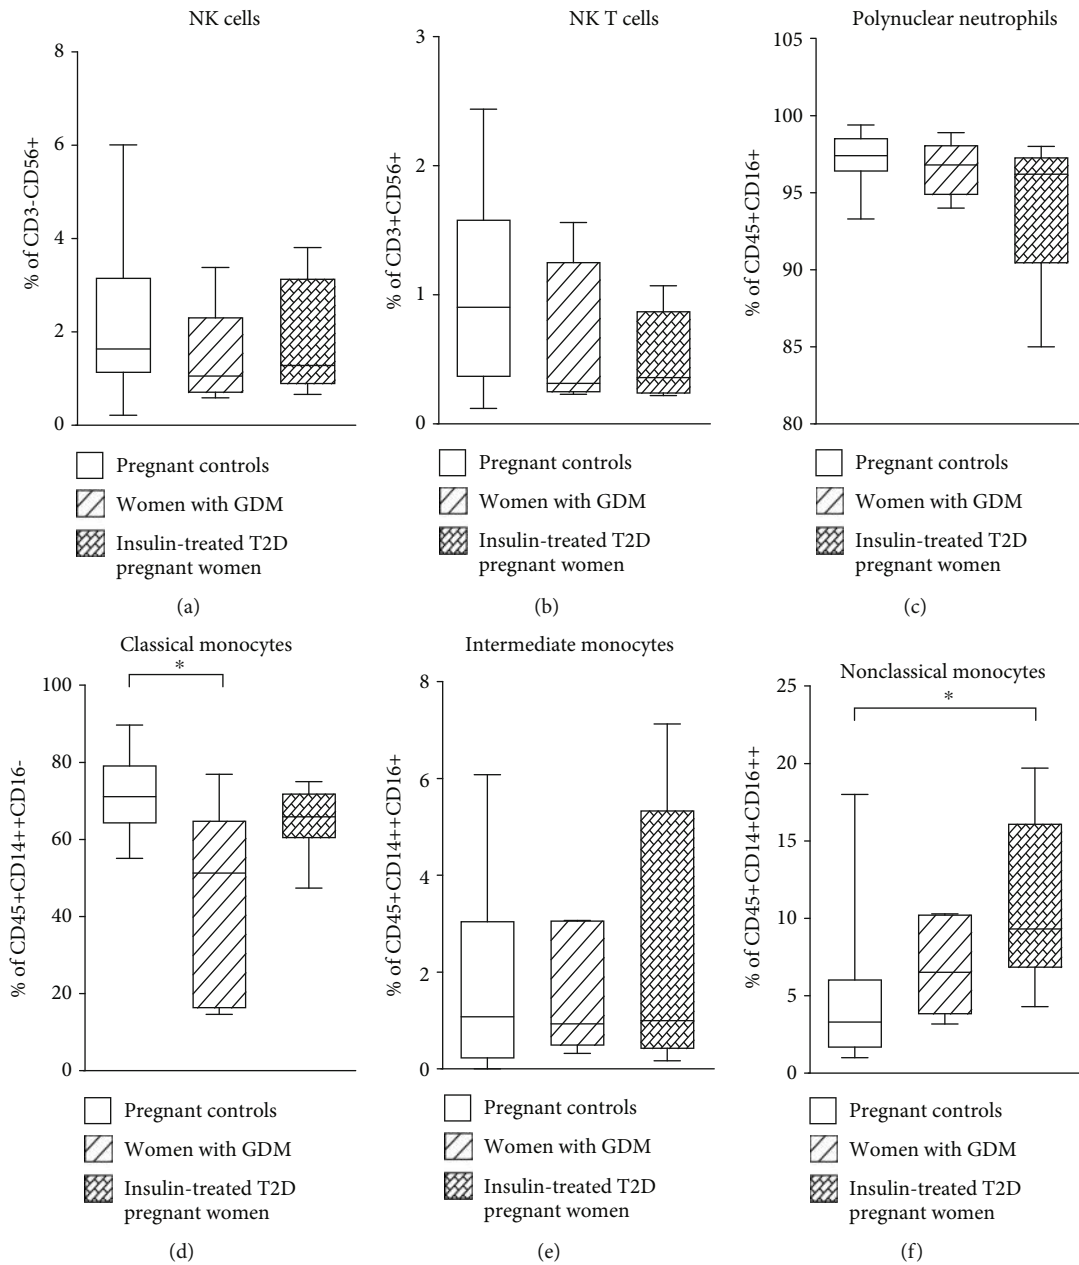 NK cells
% of CD3-CD56+
8
6
4
2
0
Pregnant controls
Women with GDM
Insulin-treated T2D
pregnant women
(a)
NK T cells
% of CD3+CD56+
3
2
1
0
Pregnant controls
Women with GDM
Insulin-treated T2D
pregnant women
(b)
Polynuclear neutrophils
% of CD45+CD16+
105
100
95
90
85
80
Pregnant controls
Women with GDM
Insulin-treated T2D
pregnant women
(c)
Classical monocytes
*
% of CD45+CD14++CD16-
100
80
60
40
20
0
Pregnant controls
Women with GDM
Insulin-treated T2D
pregnant women
(d)
Intermediate monocytes
% of CD45+CD14++CD16+
8
6
4
2
0
Pregnant controls
Women with GDM
Insulin-treated T2D
pregnant women
(e)
Nonclassical monocytes
*
% of CD45+CD14+CD16++
25
20
15
10
5
0
Pregnant controls
Women with GDM
Insulin-treated T2D
pregnant women
(f)